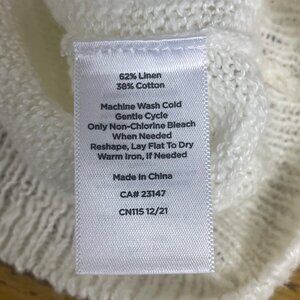 62% Linen
38% Cotton
Machine Wash Cold
Gentle Cycle
Only Non-Chlorine Bleach
When Needed
Reshape, Lay Flat To Dry
Warm Iron, If Needed
Made In China
CA# 23147
CN115 12/21